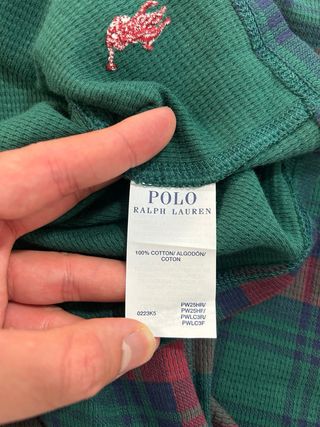 POLO
RALPH LAUREN
100% COTTON/ ALGODÓN/
COTON
PW25HR/
PW25HF/
PWLC3R/
0223K5 PWLC3F